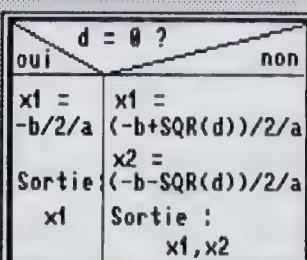 d = 0 ?
oui
non
x1 =
-b/2/a
Sortie:
x1
x1 =
(-b+SQR(d))/2/a
x2 =
(-b-SQR(d))/2/a
Sortie :
x1,x2